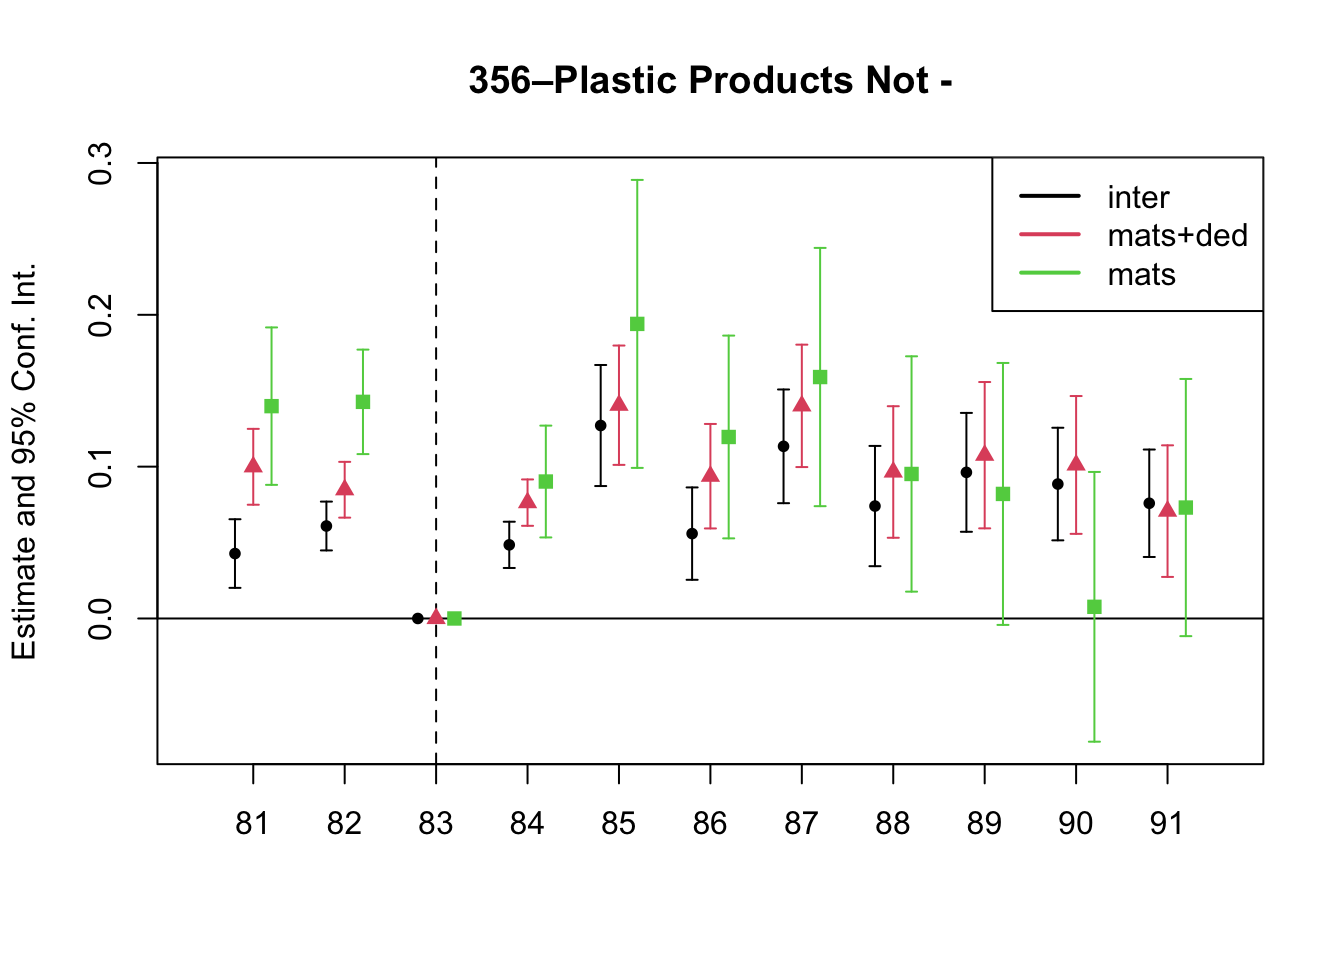 356–Plastic Products Not -
Estimate and 95% Conf. Int.
0.3
0.2
0.1
0.0
inter
mats+ded
mats
81 82 83 84 85 86 87 88 89 90 91